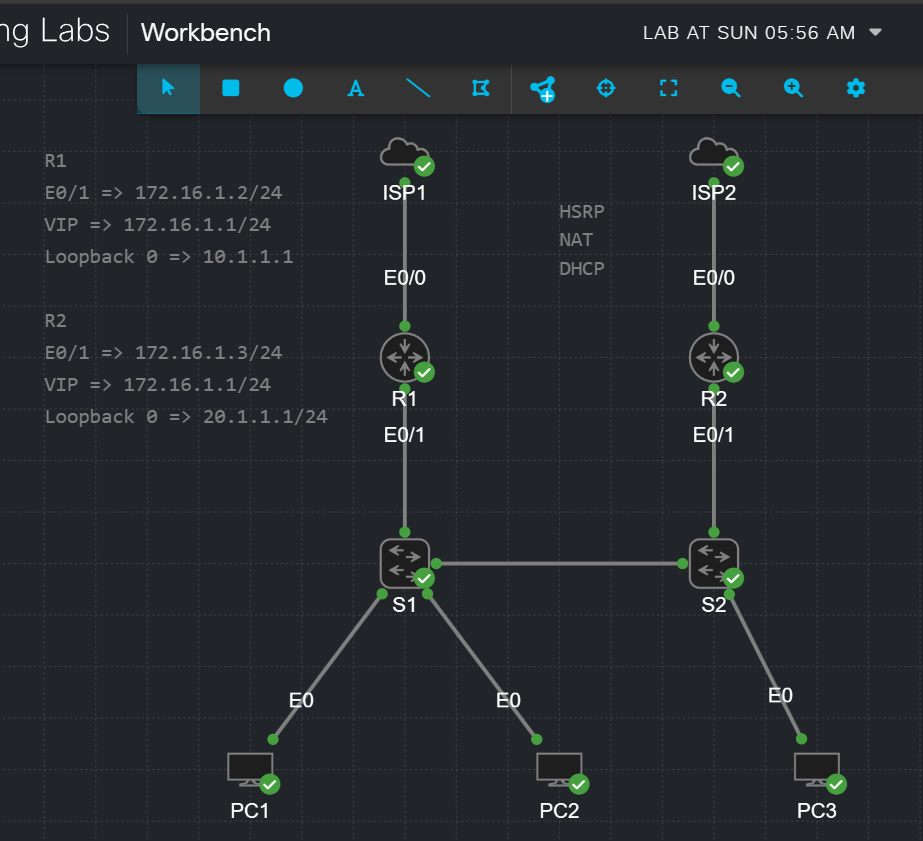 ng Labs
Workbench
LAB AT SUN 05:56 AM
A
R1
E0/1 => 172.16.1.2/24
VIP => 172.16.1.1/24
Loopback 0 => 10.1.1.1
R2
E0/1 => 172.16.1.3/24
VIP => 172.16.1.1/24
Loopback 0 => 20.1.1.1/24
HSRP
NAT
DHCP
ISP1
ISP2
E0/0
E0/0
R1
R2
E0/1
E0/1
S1
S2
E0
E0
E0
PC1
PC2
PC3